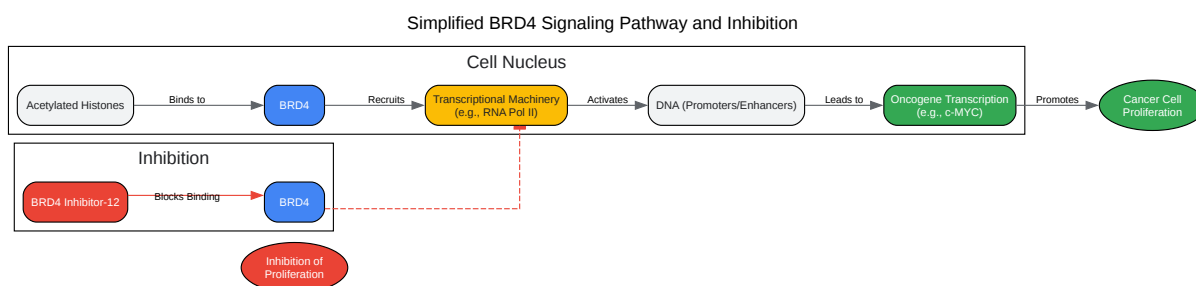 Simplified BRD4 Signaling Pathway and Inhibition
Cell Nucleus
Acetylated Histones
Binds to
BRD4
Recruits
Transcriptional Machinery
(e.g., RNA Pol II)
Activates
DNA (Promoters/Enhancers)
Leads to
Oncogene Transcription
(e.g., c-MYC)
Promotes
Cancer Cell
Proliferation
Inhibition
BRD4 Inhibitor-12
Blocks Binding
BRD4
Inhibition of
Proliferation